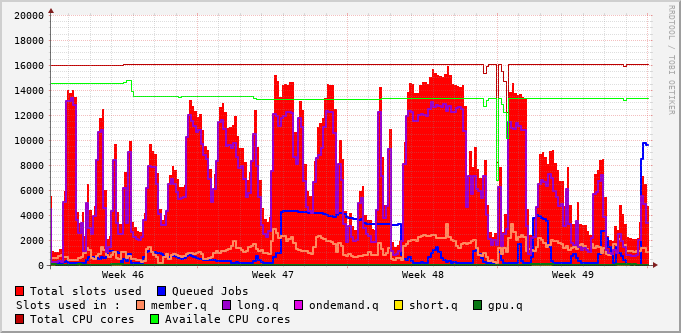 20000
18000
16000
14000
12000
10000
8000
6000
4000
2000
0
Week 46 Week 47 Week 48 Week 49
RRDTOOL / TOBI OETIKER
Total slots used Queued Jobs
Slots used in : member.q long.q ondemand.q short.q gpu.q
Total CPU cores Availale CPU cores